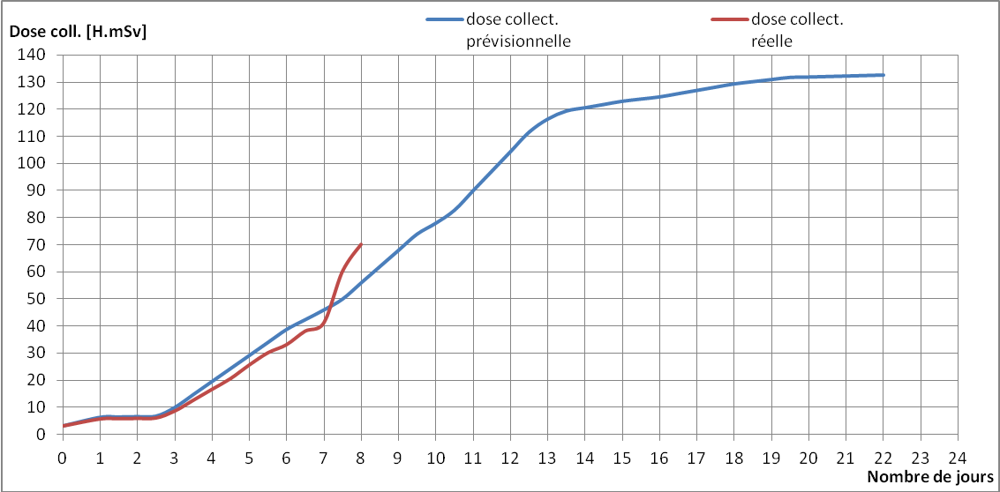 dose collect.
prévisionnelle
dose collect.
réelle
Dose coll. [H.mSv]
140
130
120
110
100
90
80
70
60
50
40
30
20
10
0
0 1 2 3 4 5 6 7 8 9 10 11 12 13 14 15 16 17 18 19 20 21 22 23 24
Nombre de jours